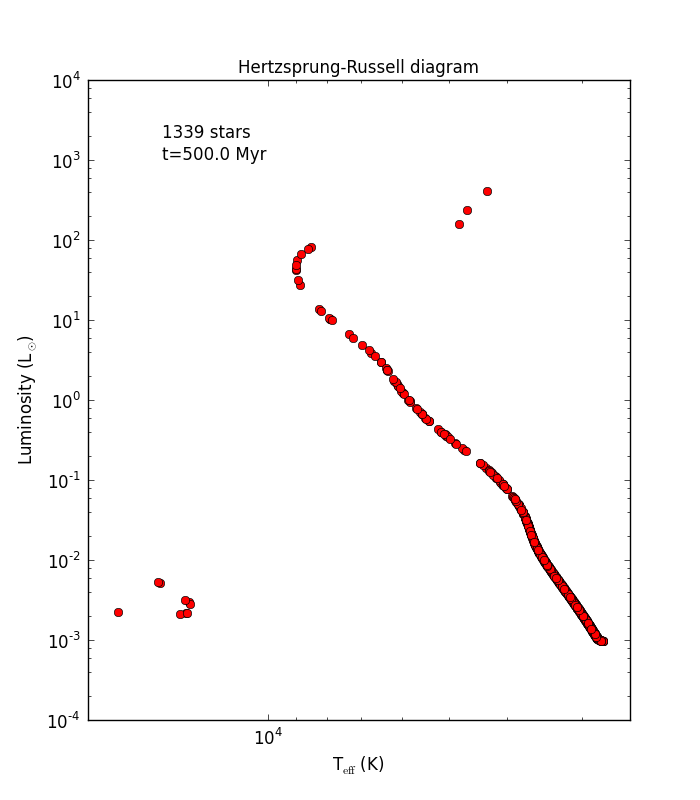 Hertzsprung-Russell diagram
10⁴
1339 stars
t=500.0 Myr
10³
10²
10¹
Luminosity (L☉)
10⁰
10⁻¹
10⁻²
10⁻³
10⁻⁴
10⁴
T_eff (K)